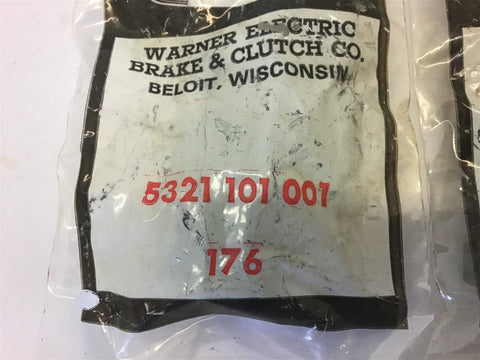 WARNER ELECTRIC
BRAKE & CLUTCH CO.
BELOIT, WISCONSIN
5321 101 001
176